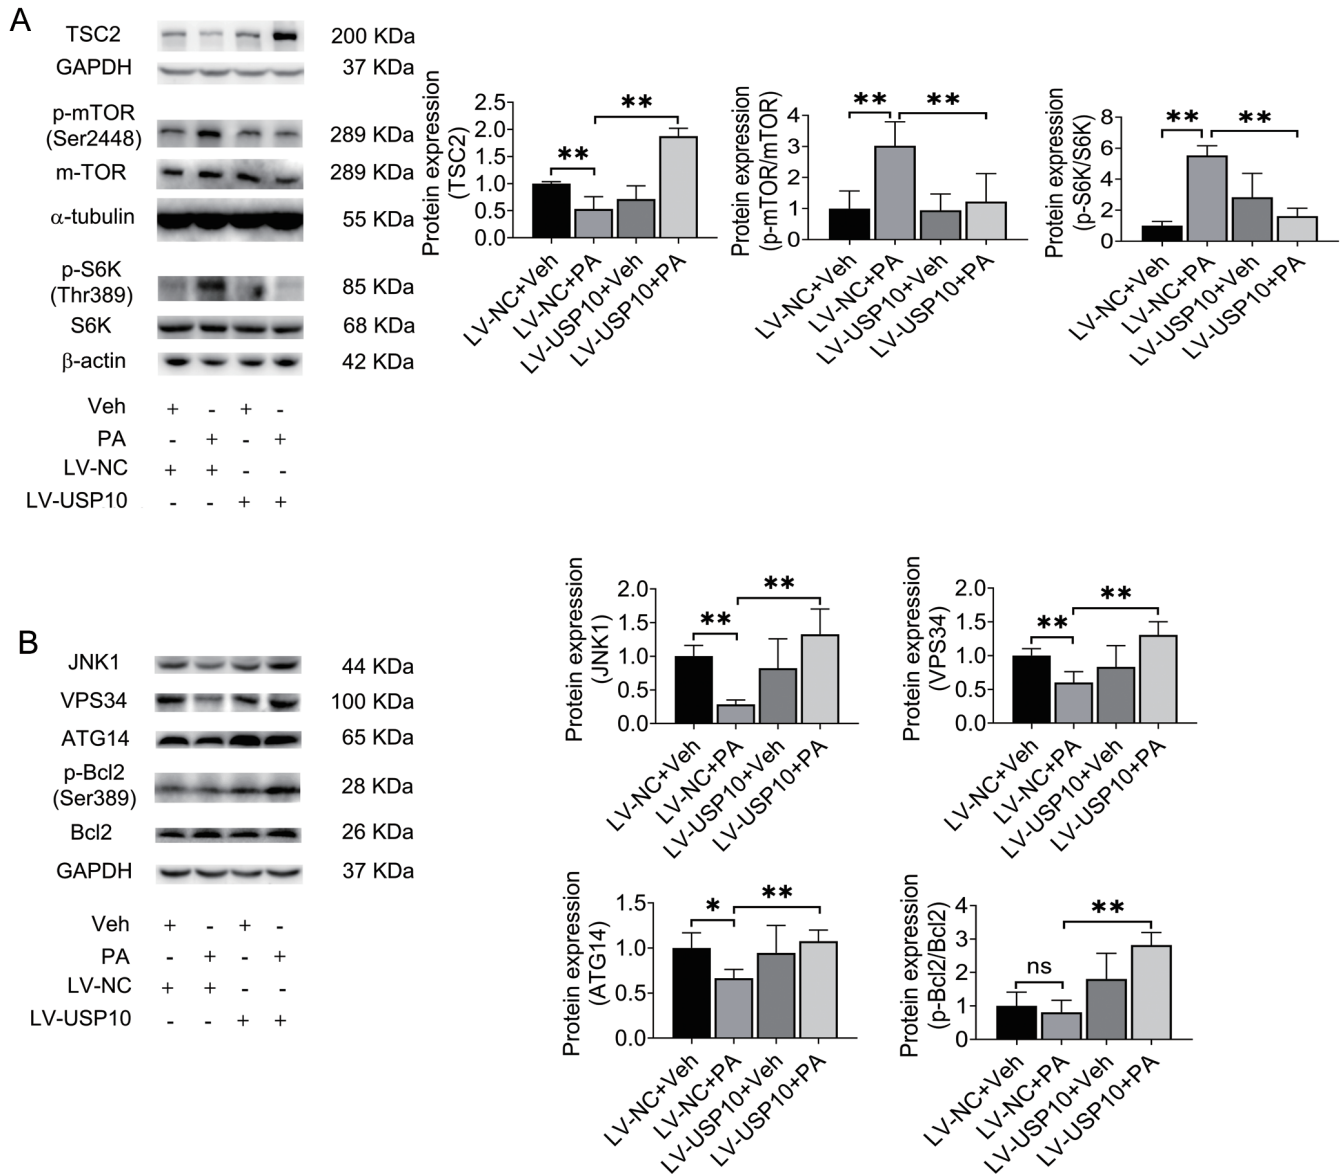 A
TSC2 200 KDa
GAPDH 37 KDa
p-mTOR
(Ser2448) 289 KDa
m-TOR 289 KDa
α-tubulin 55 KDa
p-S6K
(Thr389) 85 KDa
S6K 68 KDa
β-actin 42 KDa
Veh + - + -
PA - + - +
LV-NC + + - -
LV-USP10 - - + +
Protein expression
(TSC2)
2.5
2.0
1.5
1.0
0.5
0.0
** **
LV-NC+Veh
LV-NC+PA
LV-USP10+Veh
LV-USP10+PA
Protein expression
(p-mTOR/mTOR)
4
3
2
1
0
** **
LV-NC+Veh
LV-NC+PA
LV-USP10+Veh
LV-USP10+PA
Protein expression
(p-S6K/S6K)
8
6
4
2
0
** **
LV-NC+Veh
LV-NC+PA
LV-USP10+Veh
LV-USP10+PA
B
JNK1 44 KDa
VPS34 100 KDa
ATG14 65 KDa
p-Bcl2
(Ser389) 28 KDa
Bcl2 26 KDa
GAPDH 37 KDa
Veh + - + -
PA - + - +
LV-NC + + - -
LV-USP10 - - + +
Protein expression
(JNK1)
2.0
1.5
1.0
0.5
0.0
** **
LV-NC+Veh
LV-NC+PA
LV-USP10+Veh
LV-USP10+PA
Protein expression
(VPS34)
2.0
1.5
1.0
0.5
0.0
** **
LV-NC+Veh
LV-NC+PA
LV-USP10+Veh
LV-USP10+PA
Protein expression
(ATG14)
1.5
1.0
0.5
0.0
* **
LV-NC+Veh
LV-NC+PA
LV-USP10+Veh
LV-USP10+PA
Protein expression
(p-Bcl2/Bcl2)
4
3
2
1
0
ns **
LV-NC+Veh
LV-NC+PA
LV-USP10+Veh
LV-USP10+PA